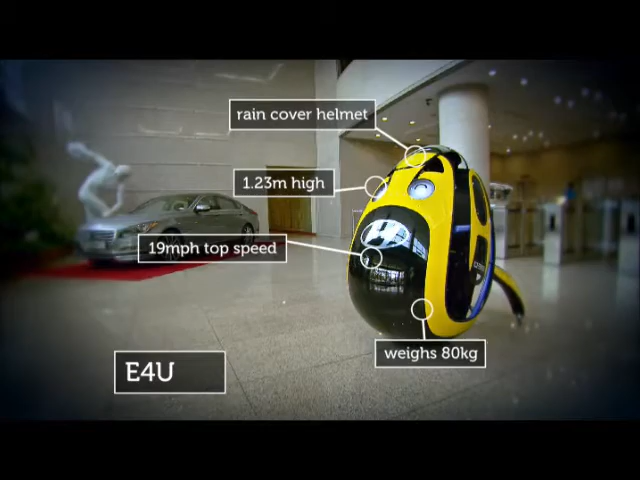 rain cover helmet
1.23m high
19mph top speed
weighs 80kg
E4U